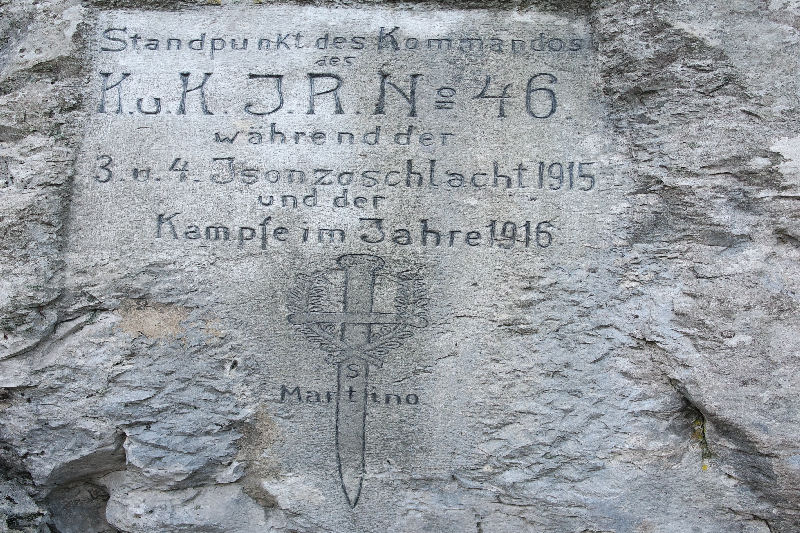 Standpunkt des Kommandos
des
K.u.K. J.R. No 46
während der
3.u.4. Isonzoschlacht 1915
und der
Kämpfe im Jahre 1916
S
Martino